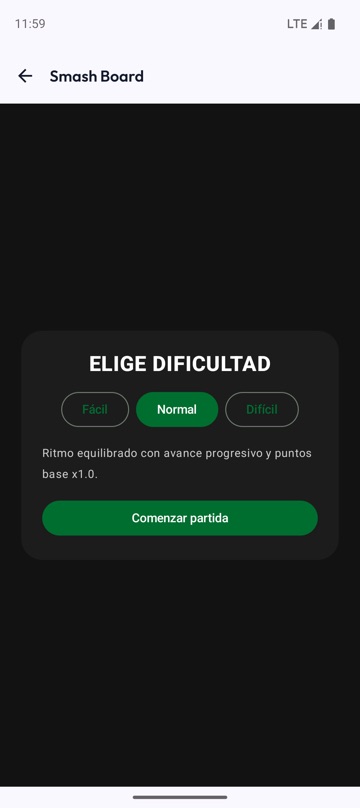 11:59
LTE
Smash Board
ELIGE DIFICULTAD
Fácil
Normal
Difícil
Ritmo equilibrado con avance progresivo y puntos
base x1.0.
Comenzar partida